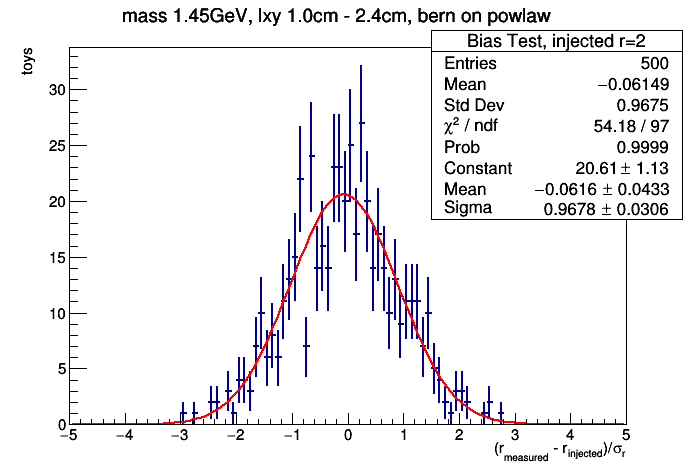 mass 1.45GeV, lxy 1.0cm - 2.4cm, bern on powlaw
toys
Bias Test, injected r=2
Entries 500
Mean −0.06149
Std Dev 0.9675
χ² / ndf 54.18 / 97
Prob 0.9999
Constant 20.61 ± 1.13
Mean −0.0616 ± 0.0433
Sigma 0.9678 ± 0.0306
30
25
20
15
10
5
0
−5 −4 −3 −2 −1 0 1 2 3 4 5
(r_measured - r_injected)/σ_r